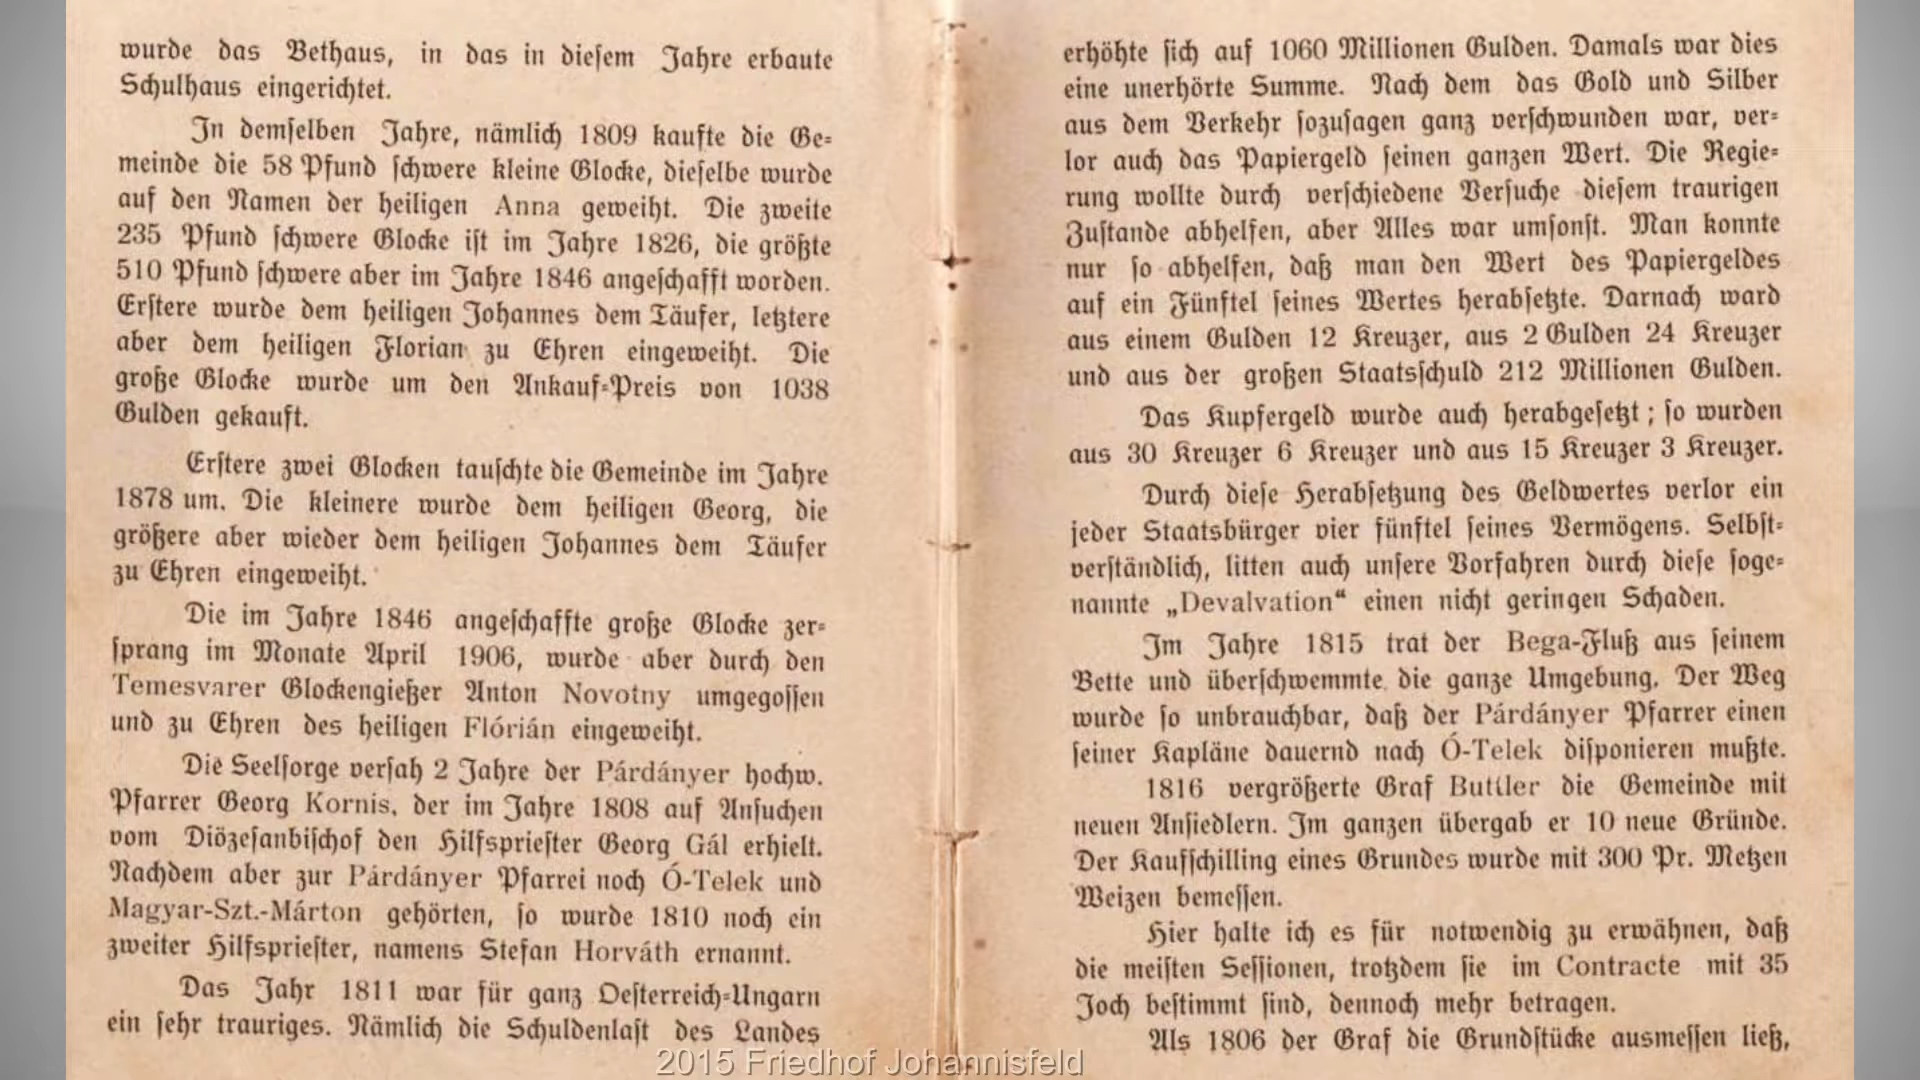 wurde das Bethaus, in das in diesem Jahre erbaute
Schulhaus eingerichtet.
In demselben Jahre, nämlich 1809 kaufte die Ge=
meinde die 58 Pfund schwere kleine Glocke, dieselbe wurde
auf den Namen der heiligen Anna geweiht. Die zweite
235 Pfund schwere Glocke ist im Jahre 1826, die größte
510 Pfund schwere aber im Jahre 1846 angeschafft worden.
Erstere wurde dem heiligen Johannes dem Täufer, letztere
aber dem heiligen Florian zu Ehren eingeweiht. Die
große Glocke wurde um den Ankauf=Preis von 1038
Gulden gekauft.
Erstere zwei Glocken tauschte die Gemeinde im Jahre
1878 um. Die kleinere wurde dem heiligen Georg, die
größere aber wieder dem heiligen Johannes dem Täufer
zu Ehren eingeweiht.
Die im Jahre 1846 angeschaffte große Glocke zer=
sprang im Monate April 1906, wurde aber durch den
Temesvarer Glockengießer Anton Novotny umgegossen
und zu Ehren des heiligen Flórián eingeweiht.
Die Seelsorge versah 2 Jahre der Párdányer hochw.
Pfarrer Georg Kornis, der im Jahre 1808 auf Ansuchen
vom Diözesanbischof den Hilfspriester Georg Gál erhielt.
Nachdem aber zur Párdányer Pfarrei noch Ó-Telek und
Magyar-Szt.-Márton gehörten, so wurde 1810 noch ein
zweiter Hilfspriester, namens Stefan Horváth ernannt.
Das Jahr 1811 war für ganz Oesterreich=Ungarn
ein sehr trauriges. Nämlich die Schuldenlast des Landes
erhöhte sich auf 1060 Millionen Gulden. Damals war dies
eine unerhörte Summe. Nach dem das Gold und Silber
aus dem Verkehr sozusagen ganz verschwunden war, ver=
lor auch das Papiergeld seinen ganzen Wert. Die Regie=
rung wollte durch verschiedene Versuche diesem traurigen
Zustande abhelfen, aber Alles war umsonst. Man konnte
nur so abhelfen, daß man den Wert des Papiergeldes
auf ein Fünftel seines Wertes herabsetzte. Darnach ward
aus einem Gulden 12 Kreuzer, aus 2 Gulden 24 Kreuzer
und aus der großen Staatsschuld 212 Millionen Gulden.
Das Kupfergeld wurde auch herabgesetzt; so wurden
aus 30 Kreuzer 6 Kreuzer und aus 15 Kreuzer 3 Kreuzer.
Durch diese Herabsetzung des Geldwertes verlor ein
jeder Staatsbürger vier fünftel seines Vermögens. Selbst=
verständlich, litten auch unsere Vorfahren durch diese soge=
nannte „Devalvation“ einen nicht geringen Schaden.
Im Jahre 1815 trat der Bega-Fluß aus seinem
Bette und überschwemmte die ganze Umgebung. Der Weg
wurde so unbrauchbar, daß der Párdányer Pfarrer einen
seiner Kapläne dauernd nach Ó-Telek disponieren mußte.
1816 vergrößerte Graf Buttler die Gemeinde mit
neuen Ansiedlern. Im ganzen übergab er 10 neue Gründe.
Der Kaufschilling eines Grundes wurde mit 300 Pr. Metzen
Weizen bemessen.
Hier halte ich es für notwendig zu erwähnen, daß
die meisten Sessionen, trotzdem sie im Contracte mit 35
Joch bestimmt sind, dennoch mehr betragen.
Als 1806 der Graf die Grundstücke ausmessen ließ,
2015 Friedhof Johannisfeld